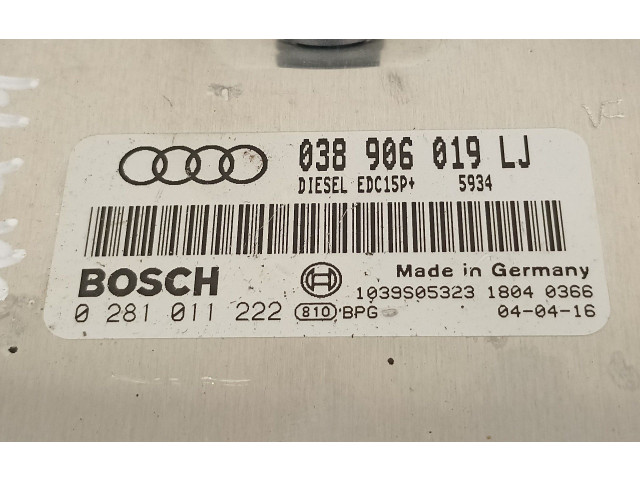 038 906 019 LJ
DIESEL EDC15P+ 5934
BOSCH
Made in Germany
1039S05323 1804 0366
0 281 011 222 810 BPG 04-04-16